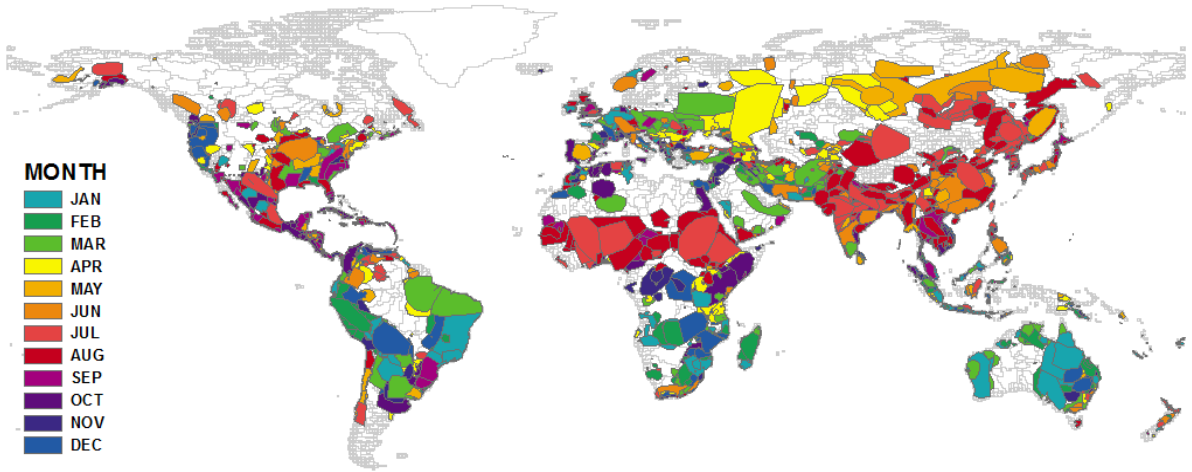 MONTH
JAN
FEB
MAR
APR
MAY
JUN
JUL
AUG
SEP
OCT
NOV
DEC